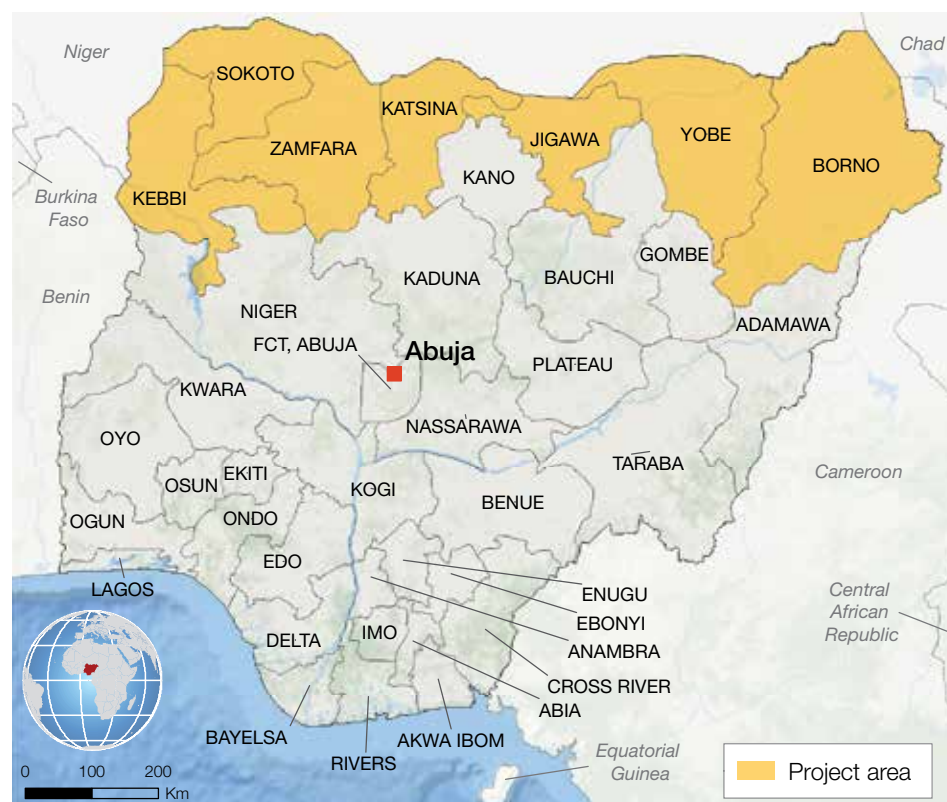 Niger
Chad
SOKOTO
KATSINA
ZAMFARA
JIGAWA
YOBE
BORNO
KANO
KEBBI
Burkina
Faso
GOMBE
KADUNA
BAUCHI
Benin
NIGER
ADAMAWA
FCT, ABUJA
Abuja
PLATEAU
KWARA
NASSARAWA
OYO
TARABA
Cameroon
OSUN
EKITI
KOGI
BENUE
OGUN
ONDO
EDO
LAGOS
ENUGU
Central
African
Republic
EBONYI
DELTA
IMO
ANAMBRA
CROSS RIVER
ABIA
BAYELSA
AKWA IBOM
RIVERS
Equatorial
Guinea
0 100 200
Km
Project area